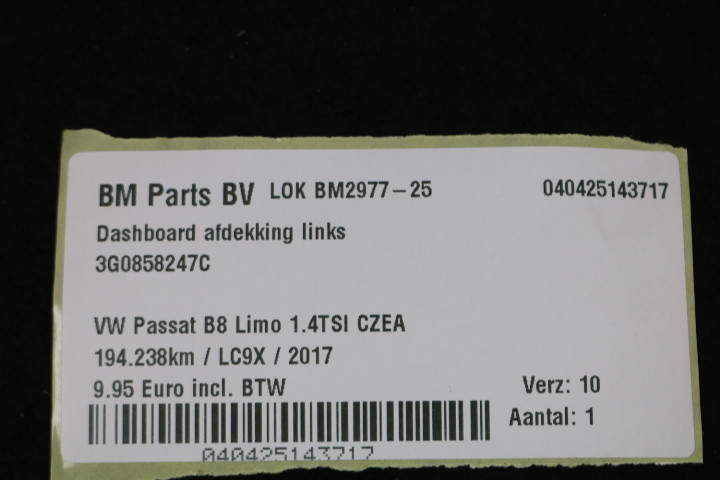 BM Parts BV LOK BM2977-25 040425143717
Dashboard afdekking links
3G0858247C
VW Passat B8 Limo 1.4TSI CZEA
194.238km / LC9X / 2017
9.95 Euro incl. BTW Verz: 10
Aantal: 1
040425143717